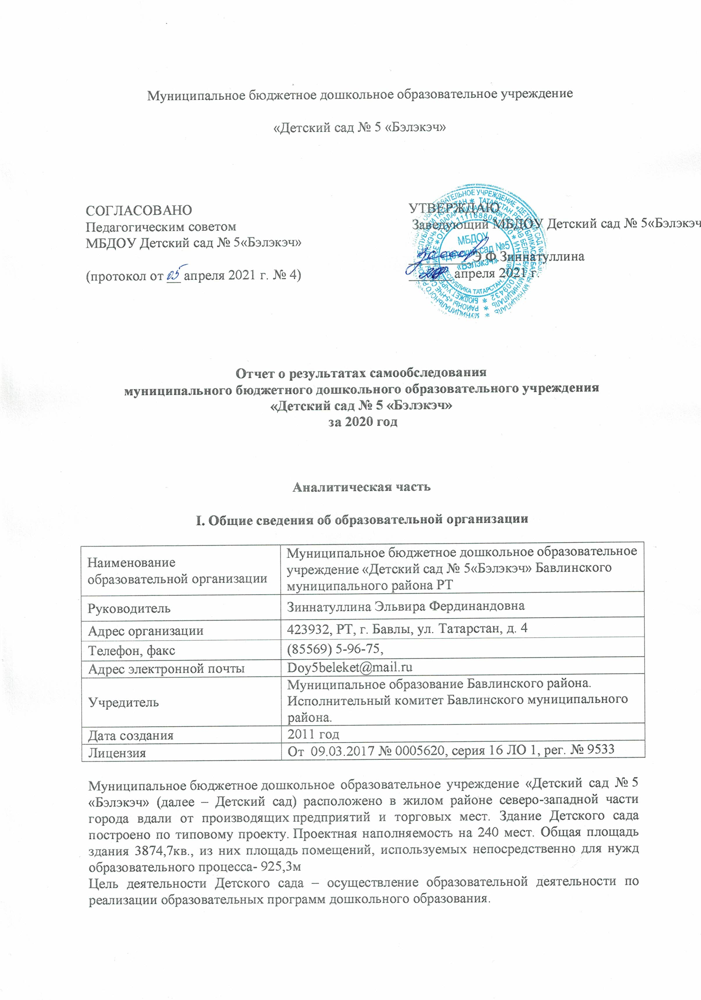 Муниципальное бюджетное дошкольное образовательное учреждение
«Детский сад № 5 «Бэлэкэч»
СОГЛАСОВАНО
Педагогическим советом
МБДОУ Детский сад № 5«Бэлэкэч»
(протокол от 05 апреля 2021 г. № 4)
УТВЕРЖДАЮ
Заведующий МБДОУ Детский сад № 5«Бэлэкэч
Э.Ф.Зиннатуллина
апреля 2021 г.
МБДОУ
«Детский сад №5
«Бэлэкэч»
Отчет о результатах самообследования
муниципального бюджетного дошкольного образовательного учреждения
«Детский сад № 5 «Бэлэкэч»
за 2020 год
Аналитическая часть
I. Общие сведения об образовательной организации
Наименование
образовательной организации
Муниципальное бюджетное дошкольное образовательное
учреждение «Детский сад № 5«Бэлэкэч» Бавлинского
муниципального района РТ
Руководитель
Зиннатуллина Эльвира Фердинандовна
Адрес организации
423932, РТ, г. Бавлы, ул. Татарстан, д. 4
Телефон, факс
(85569) 5-96-75,
Адрес электронной почты
Doy5beleket@mail.ru
Учредитель
Муниципальное образование Бавлинского района.
Исполнительный комитет Бавлинского муниципального
района.
Дата создания
2011 год
Лицензия
От 09.03.2017 № 0005620, серия 16 ЛО 1, рег. № 9533
Муниципальное бюджетное дошкольное образовательное учреждение «Детский сад № 5
«Бэлэкэч» (далее – Детский сад) расположено в жилом районе северо-западной части
города вдали от производящих предприятий и торговых мест. Здание Детского сада
построено по типовому проекту. Проектная наполняемость на 240 мест. Общая площадь
здания 3874,7кв., из них площадь помещений, используемых непосредственно для нужд
образовательного процесса- 925,3м
Цель деятельности Детского сада – осуществление образовательной деятельности по
реализации образовательных программ дошкольного образования.